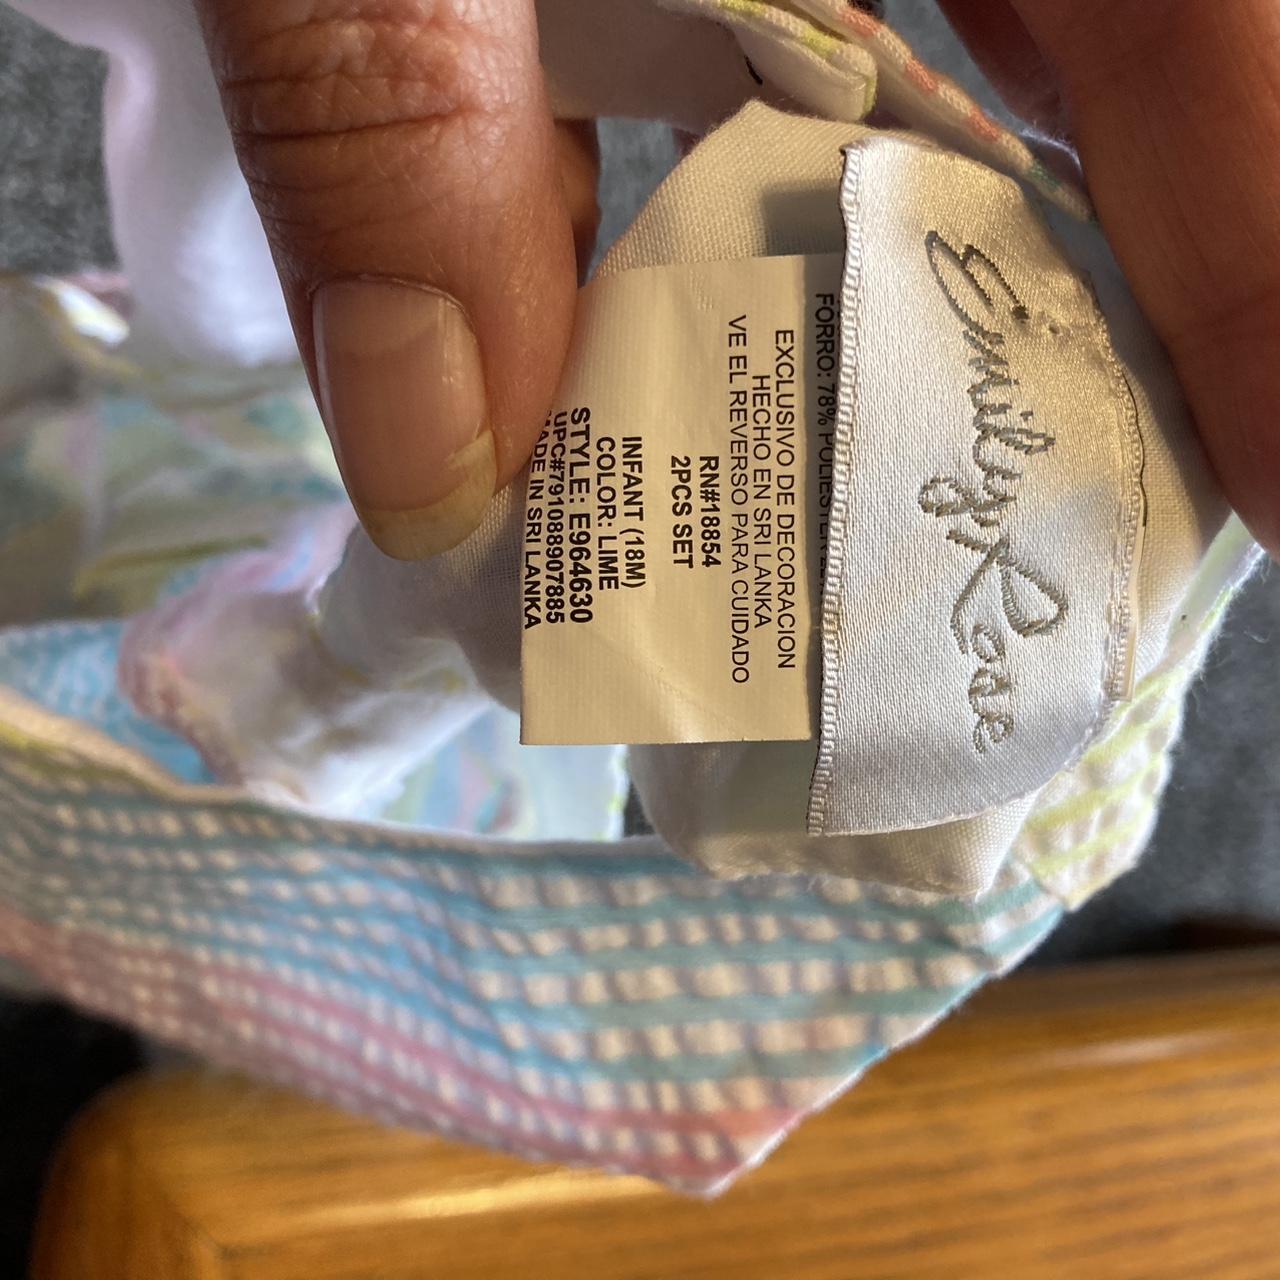 Emily Rose
FORRO: 78% POLIESTER 22
EXCLUSIVO DE DECORACION
HECHO EN SRI LANKA
VE EL REVERSO PARA CUIDADO
RN#18854
2PCS SET
INFANT (18M)
COLOR: LIME
STYLE: E964630
UPC#791088907885
MADE IN SRI LANKA